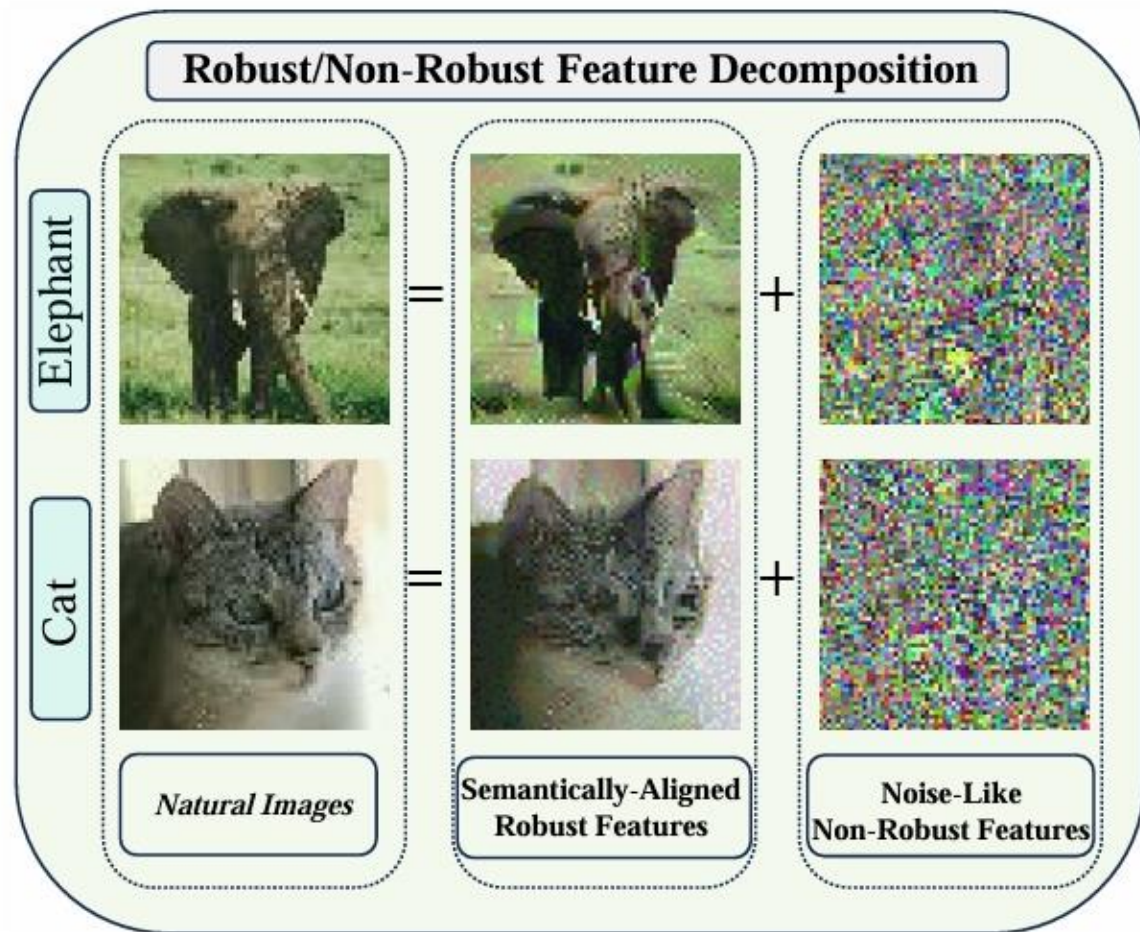 Robust/Non-Robust Feature Decomposition
Elephant
=
+
Cat
=
+
Natural Images
Semantically-Aligned
Robust Features
Noise-Like
Non-Robust Features